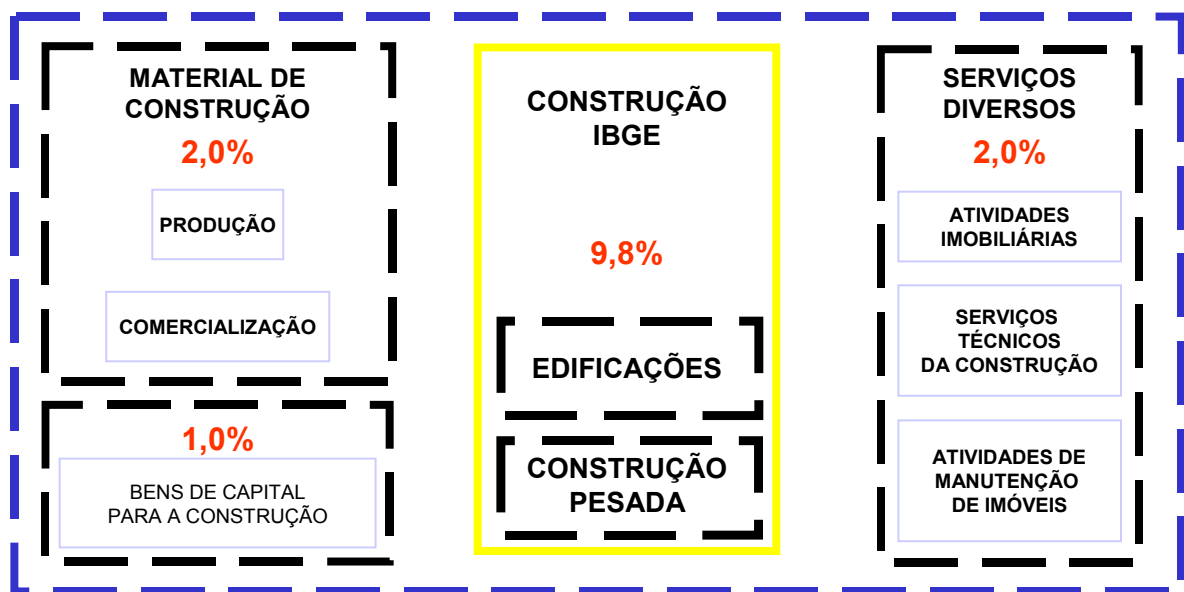 MATERIAL DE
CONSTRUÇÃO
2,0%
PRODUÇÃO
COMERCIALIZAÇÃO
1,0%
BENS DE CAPITAL
PARA A CONSTRUÇÃO
CONSTRUÇÃO
IBGE
9,8%
EDIFICAÇÕES
CONSTRUÇÃO
PESADA
SERVIÇOS
DIVERSOS
2,0%
ATIVIDADES
IMOBILIÁRIAS
SERVIÇOS
TÉCNICOS
DA CONSTRUÇÃO
ATIVIDADES DE
MANUTENÇÃO
DE IMÓVEIS